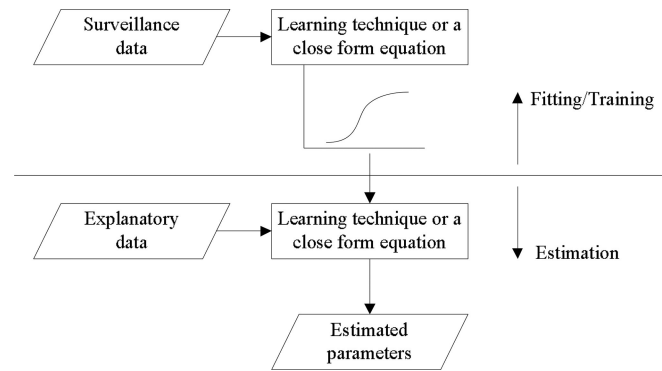 Surveillance
data
Learning technique or a
close form equation
Fitting/Training
Explanatory
data
Learning technique or a
close form equation
Estimation
Estimated
parameters